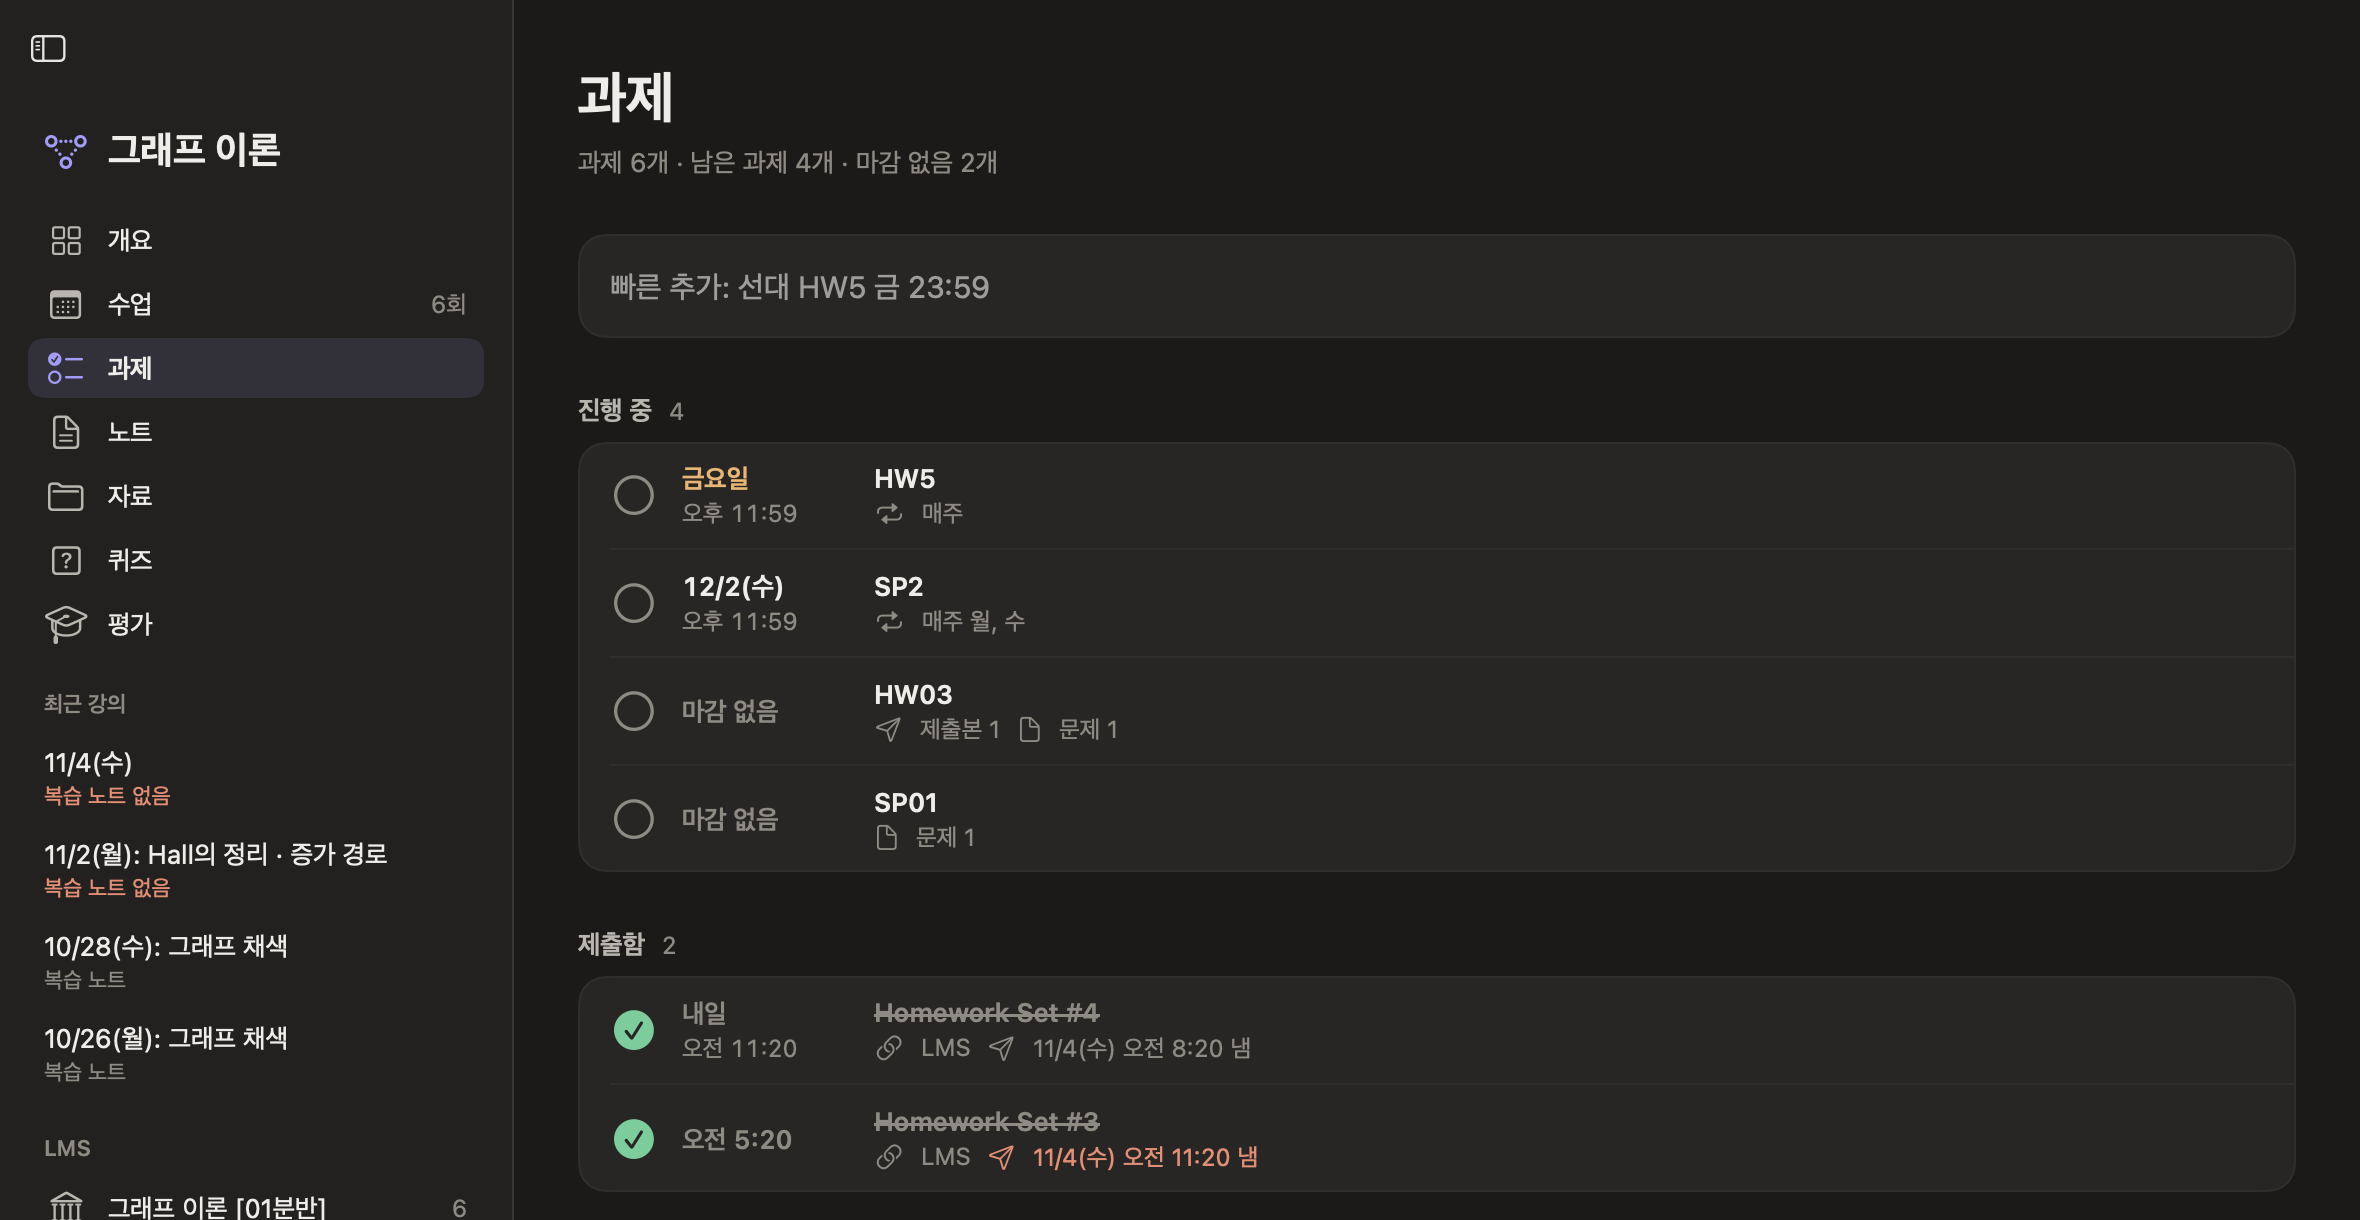 그래프 이론
개요
수업 6회
과제
노트
자료
퀴즈
평가
최근 강의
11/4(수)
복습 노트 없음
11/2(월): Hall의 정리 · 증가 경로
복습 노트 없음
10/28(수): 그래프 채색
복습 노트
10/26(월): 그래프 채색
복습 노트
LMS
그래프 이론 [01분반] 6
과제
과제 6개 · 남은 과제 4개 · 마감 없음 2개
빠른 추가: 선대 HW5 금 23:59
진행 중 4
금요일 HW5
오후 11:59 매주
12/2(수) SP2
오후 11:59 매주 월, 수
마감 없음 HW03
제출본 1 문제 1
마감 없음 SP01
문제 1
제출함 2
내일 Homework Set #4
오전 11:20 LMS 11/4(수) 오전 8:20 냄
오전 5:20 Homework Set #3
LMS 11/4(수) 오전 11:20 냄